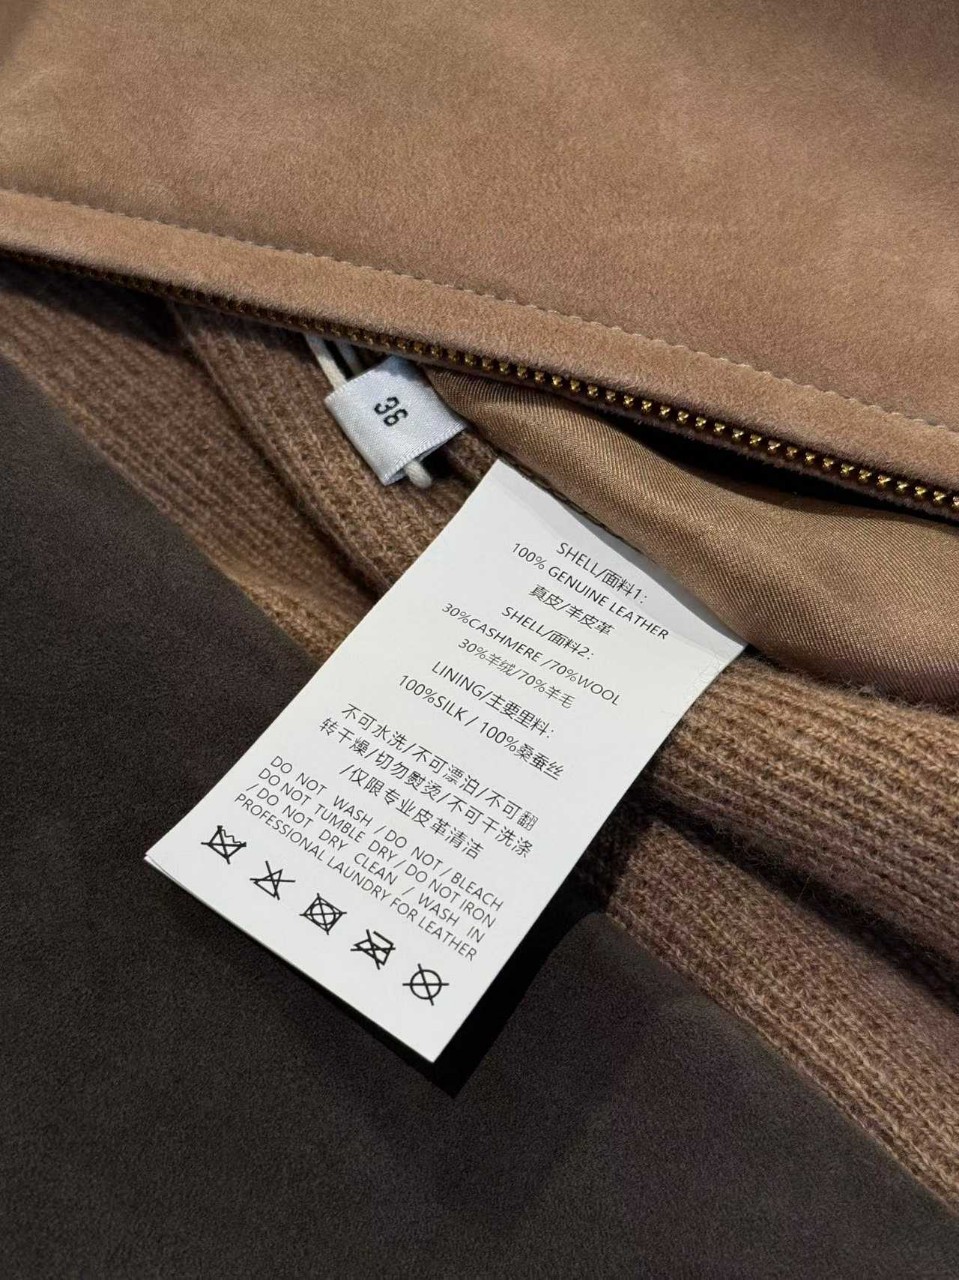 36
SHELL/面料1:
100% GENUINE LEATHER
真皮/羊皮革
SHELL/面料2:
30%CASHMERE /70%WOOL
30%羊绒/70%羊毛
LINING/主要里料:
100%SILK / 100%桑蚕丝
不可水洗/不可漂泊/不可翻
转干燥/切勿熨烫/不可干洗涤
/仅限专业皮革清洁
DO NOT WASH / DO NOT / BLEACH
DO NOT TUMBLE DRY/ DO NOT IRON
/ DO NOT DRY CLEAN / WASH IN
PROFESSIONAL LAUNDRY FOR LEATHER